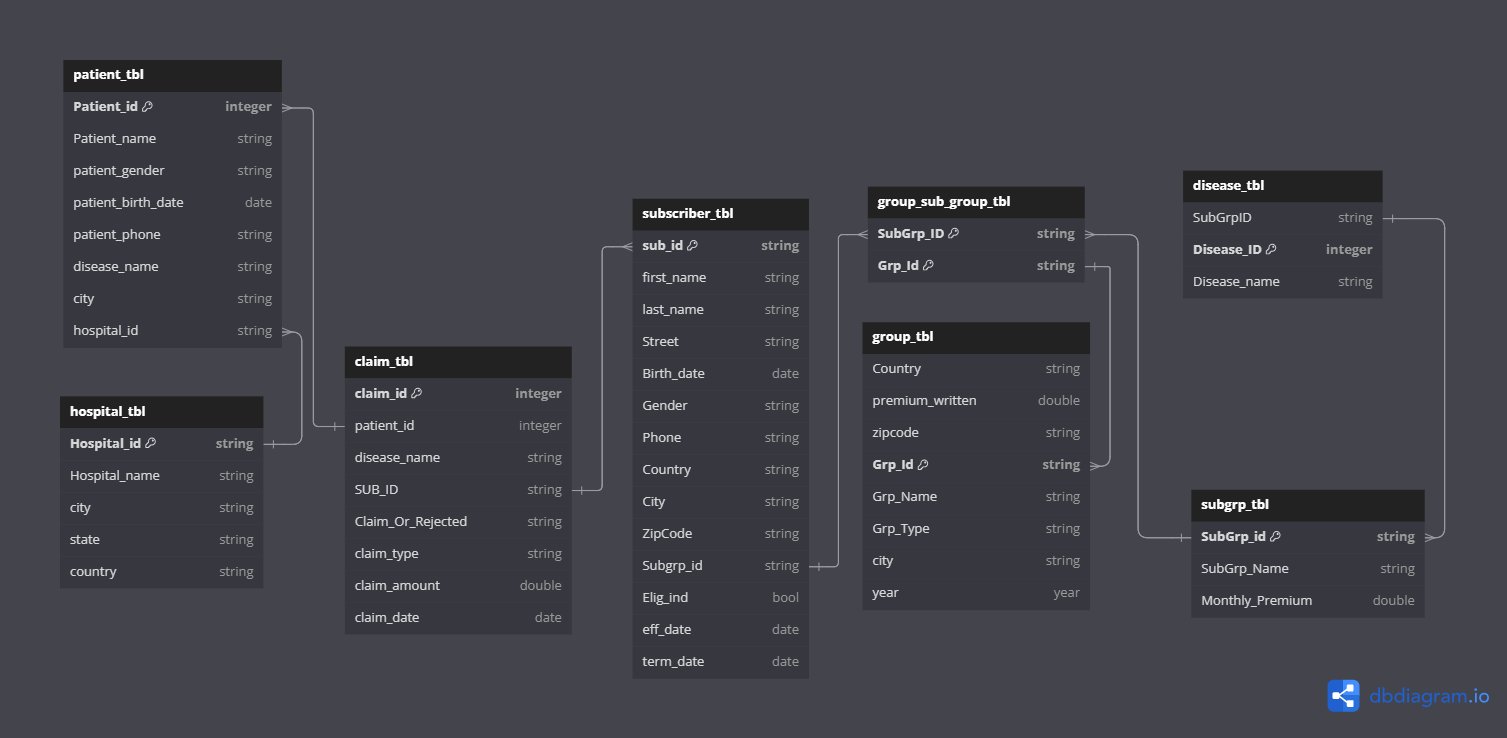 patient_tbl
Patient_id integer
Patient_name string
patient_gender string
patient_birth_date date
patient_phone string
disease_name string
city string
hospital_id string
hospital_tbl
Hospital_id string
Hospital_name string
city string
state string
country string
claim_tbl
claim_id integer
patient_id integer
disease_name string
SUB_ID string
Claim_Or_Rejected string
claim_type string
claim_amount double
claim_date date
subscriber_tbl
sub_id string
first_name string
last_name string
Street string
Birth_date date
Gender string
Phone string
Country string
City string
ZipCode string
Subgrp_id string
Elig_ind bool
eff_date date
term_date date
group_sub_group_tbl
SubGrp_ID string
Grp_Id string
group_tbl
Country string
premium_written double
zipcode string
Grp_Id string
Grp_Name string
Grp_Type string
city string
year year
disease_tbl
SubGrpID string
Disease_ID integer
Disease_name string
subgrp_tbl
SubGrp_id string
SubGrp_Name string
Monthly_Premium double
dbdiagram.io